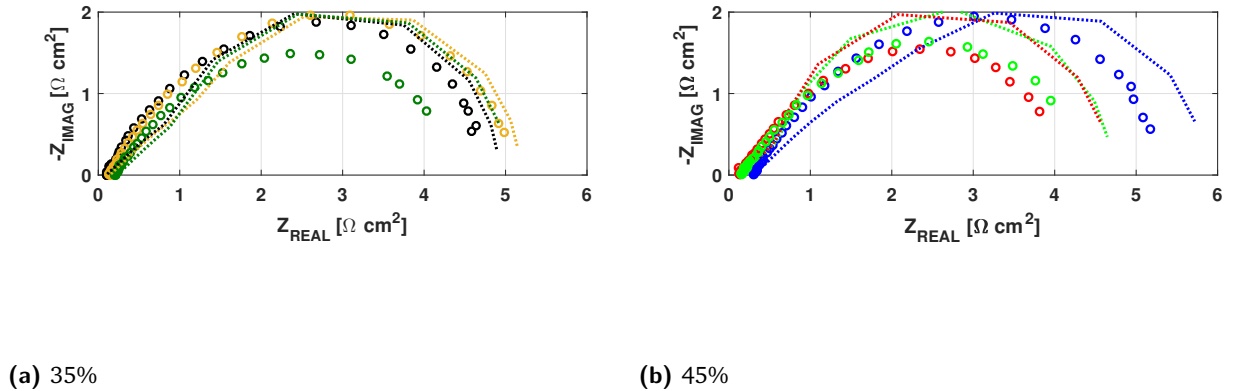 2
1
0
-Z_IMAG [Ω cm²]
0 1 2 3 4 5 6
Z_REAL [Ω cm²]
(a) 35%
2
1
0
-Z_IMAG [Ω cm²]
0 1 2 3 4 5 6
Z_REAL [Ω cm²]
(b) 45%